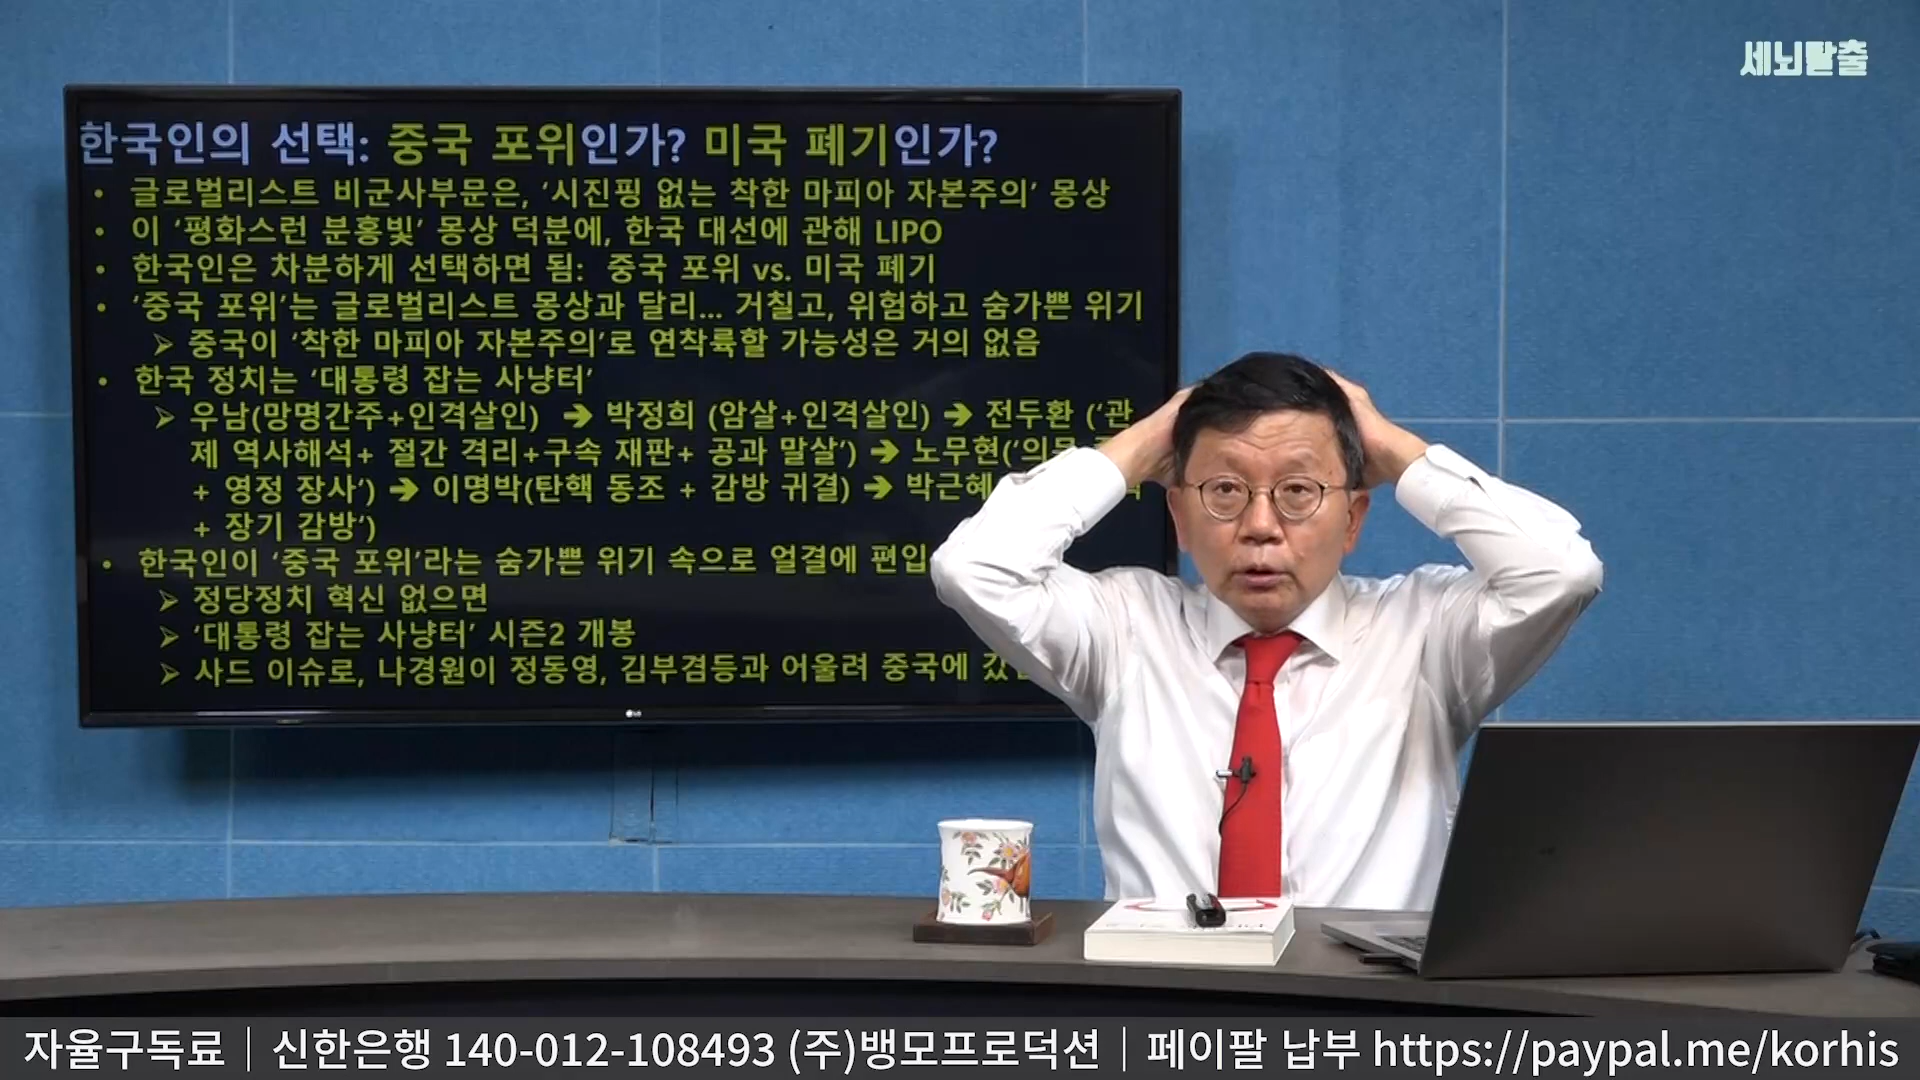 세뇌탈출
한국인의 선택: 중국 포위인가? 미국 폐기인가?
• 글로벌리스트 비군사부문은, ‘시진핑 없는 착한 마피아 자본주의’ 몽상
• 이 ‘평화스런 분홍빛’ 몽상 덕분에, 한국 대선에 관해 LIPO
• 한국인은 차분하게 선택하면 됨: 중국 포위 vs. 미국 폐기
• ‘중국 포위’는 글로벌리스트 몽상과 달리... 거칠고, 위험하고 숨가쁜 위기
➢ 중국이 ‘착한 마피아 자본주의’로 연착륙할 가능성은 거의 없음
• 한국 정치는 ‘대통령 잡는 사냥터’
➢ 우남(망명간주+인격살인) ➔ 박정희 (암살+인격살인) ➔ 전두환 (‘관
제 역사해석+ 절간 격리+구속 재판+ 공과 말살’) ➔ 노무현(‘의문
+ 영정 장사’) ➔ 이명박(탄핵 동조 + 감방 귀결) ➔ 박근혜
+ 장기 감방’)
• 한국인이 ‘중국 포위’라는 숨가쁜 위기 속으로 얼결에 편입
➢ 정당정치 혁신 없으면
➢ ‘대통령 잡는 사냥터’ 시즌2 개봉
➢ 사드 이슈로, 나경원이 정동영, 김부겸등과 어울려 중국에 갔
LG
자율구독료│신한은행 140-012-108493 (주)뱅모프로덕션│페이팔 납부 https://paypal.me/korhis